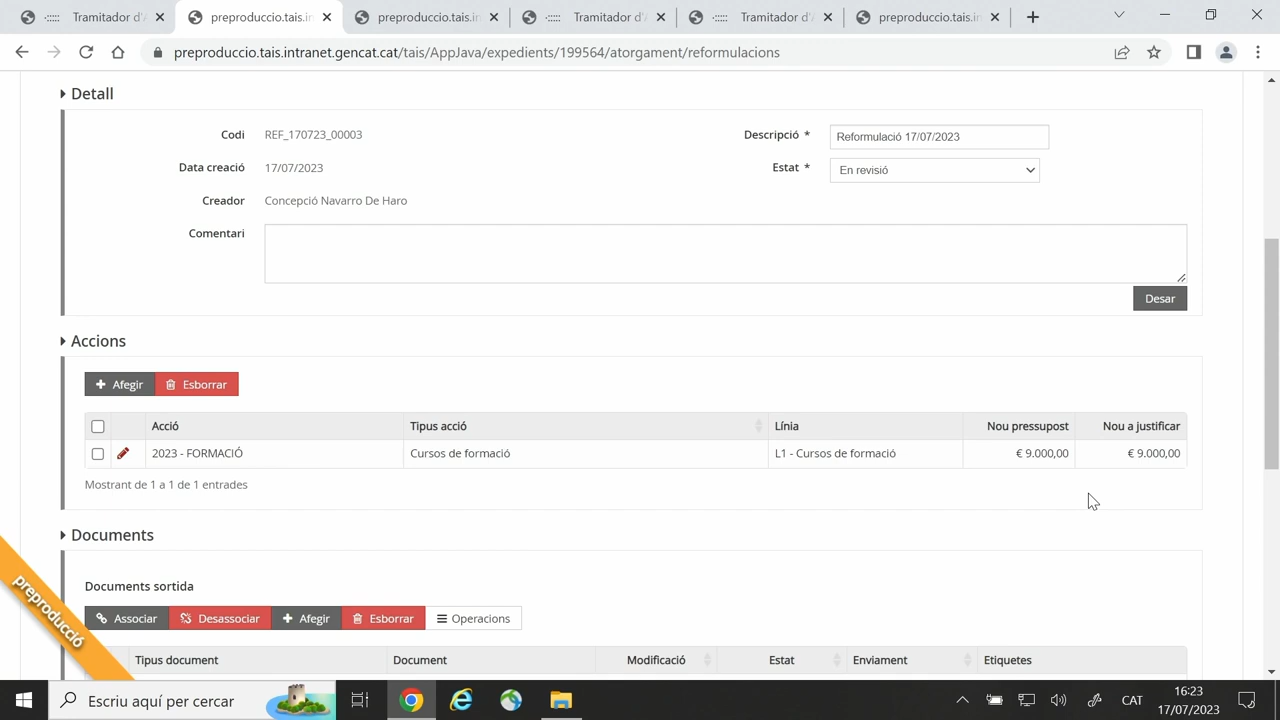 Tramitador d'A
preproduccio.tais.in
preproduccio.tais.in
Tramitador d'A
Tramitador d'A
preproduccio.tais.in
preproduccio.tais.intranet.gencat.cat/tais/AppJava/expedients/199564/atorgament/reformulacions
Detall
Codi REF_170723_00003 Descripció * Reformulació 17/07/2023
Data creació 17/07/2023 Estat * En revisió
Creador Concepció Navarro De Haro
Comentari
Desar
Accions
Afegir Esborrar
Acció Tipus acció Línia Nou pressupost Nou a justificar
2023 - FORMACIÓ Cursos de formació L1 - Cursos de formació € 9.000,00 € 9.000,00
Mostrant de 1 a 1 de 1 entrades
Documents
Documents sortida
Associar Desassociar Afegir Esborrar Operacions
Tipus document Document Modificació Estat Enviament Etiquetes
preproducció
Escriu aquí per cercar CAT 16:23
17/07/2023